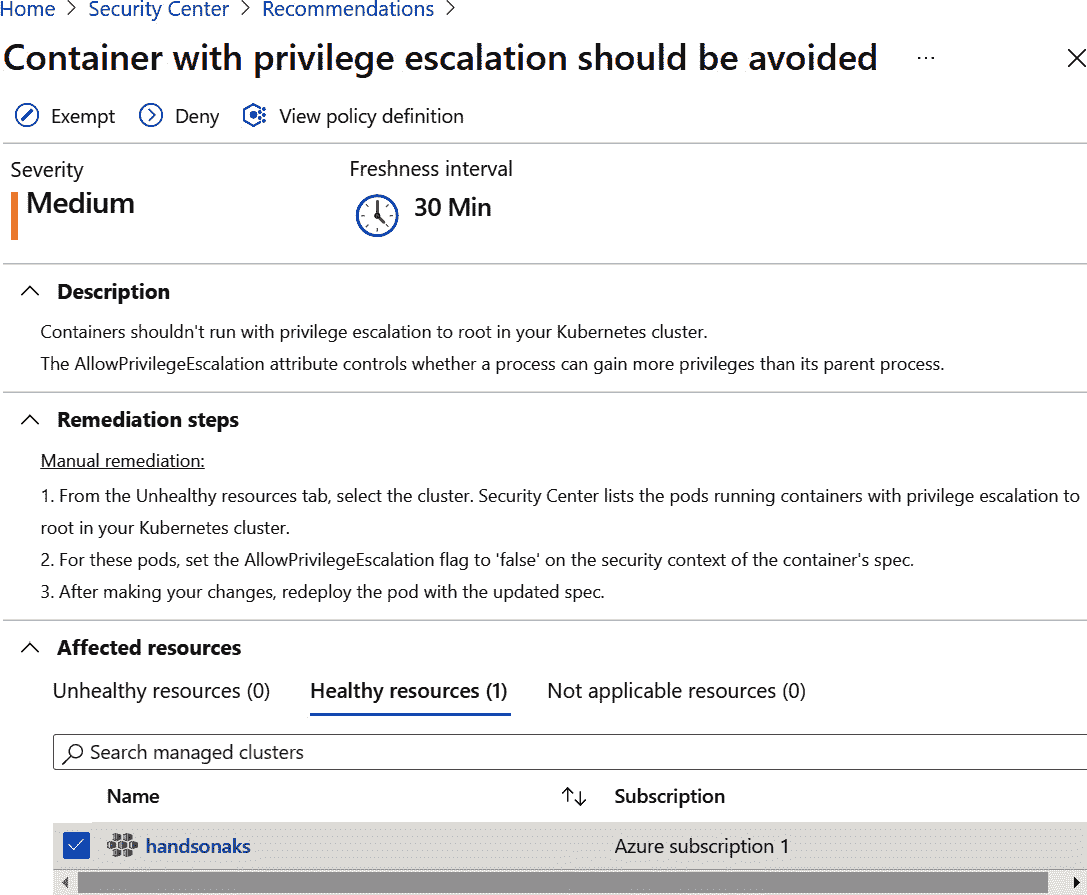 Home > Security Center > Recommendations >
Container with privilege escalation should be avoided ...
Exempt Deny View policy definition
Severity Freshness interval
Medium 30 Min
Description
Containers shouldn't run with privilege escalation to root in your Kubernetes cluster.
The AllowPrivilegeEscalation attribute controls whether a process can gain more privileges than its parent process.
Remediation steps
Manual remediation:
1. From the Unhealthy resources tab, select the cluster. Security Center lists the pods running containers with privilege escalation to
root in your Kubernetes cluster.
2. For these pods, set the AllowPrivilegeEscalation flag to 'false' on the security context of the container's spec.
3. After making your changes, redeploy the pod with the updated spec.
Affected resources
Unhealthy resources (0) Healthy resources (1) Not applicable resources (0)
Search managed clusters
Name Subscription
handsonaks Azure subscription 1